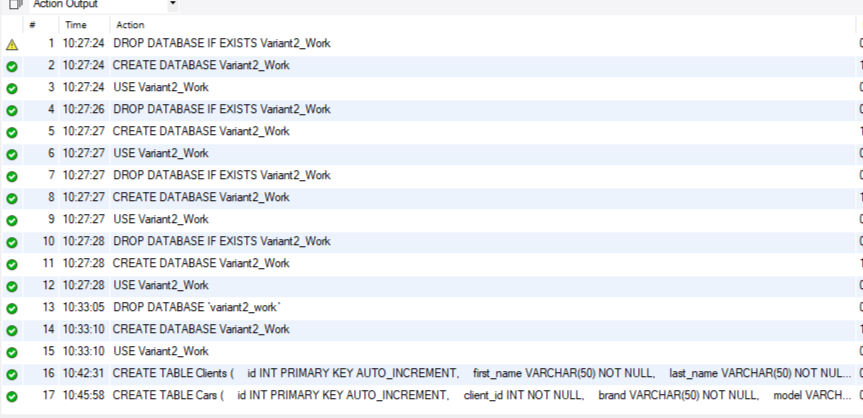 Action Output
# Time Action
1 10:27:24 DROP DATABASE IF EXISTS Variant2_Work
2 10:27:24 CREATE DATABASE Variant2_Work
3 10:27:24 USE Variant2_Work
4 10:27:26 DROP DATABASE IF EXISTS Variant2_Work
5 10:27:27 CREATE DATABASE Variant2_Work
6 10:27:27 USE Variant2_Work
7 10:27:27 DROP DATABASE IF EXISTS Variant2_Work
8 10:27:27 CREATE DATABASE Variant2_Work
9 10:27:27 USE Variant2_Work
10 10:27:28 DROP DATABASE IF EXISTS Variant2_Work
11 10:27:28 CREATE DATABASE Variant2_Work
12 10:27:28 USE Variant2_Work
13 10:33:05 DROP DATABASE `variant2_work`
14 10:33:10 CREATE DATABASE Variant2_Work
15 10:33:10 USE Variant2_Work
16 10:42:31 CREATE TABLE Clients ( id INT PRIMARY KEY AUTO_INCREMENT, first_name VARCHAR(50) NOT NULL, last_name VARCHAR(50) NOT NUL...
17 10:45:58 CREATE TABLE Cars ( id INT PRIMARY KEY AUTO_INCREMENT, client_id INT NOT NULL, brand VARCHAR(50) NOT NULL, model VARCH...